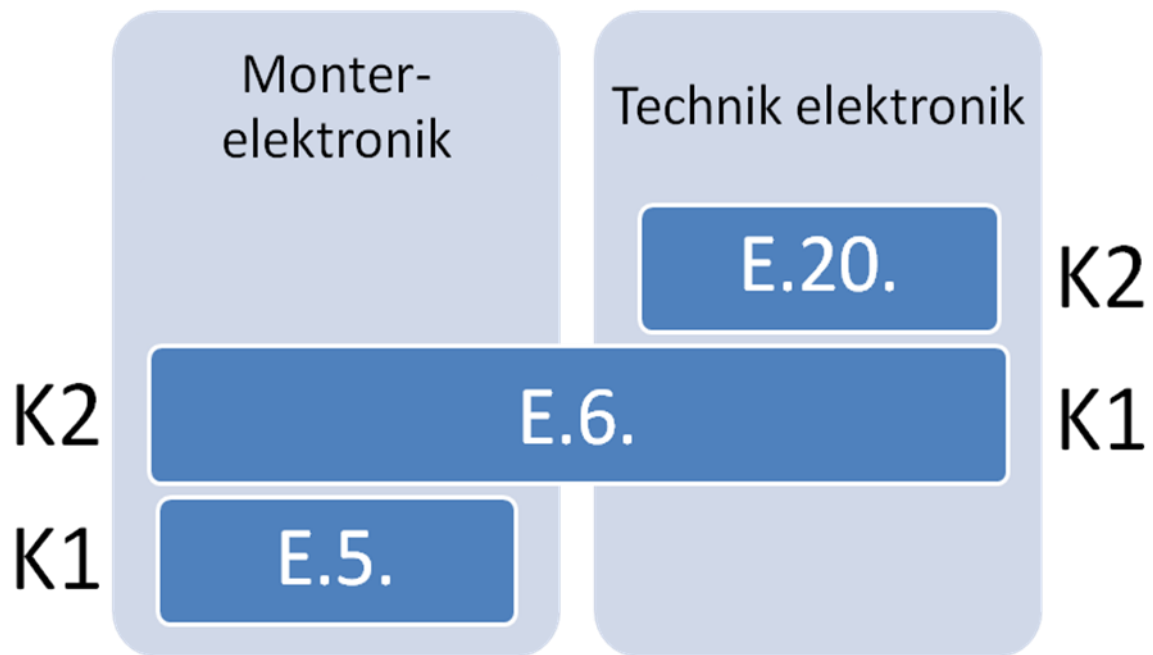 Monter-
elektronik
Technik elektronik
E.20.
K2
K2
E.6.
K1
K1
E.5.